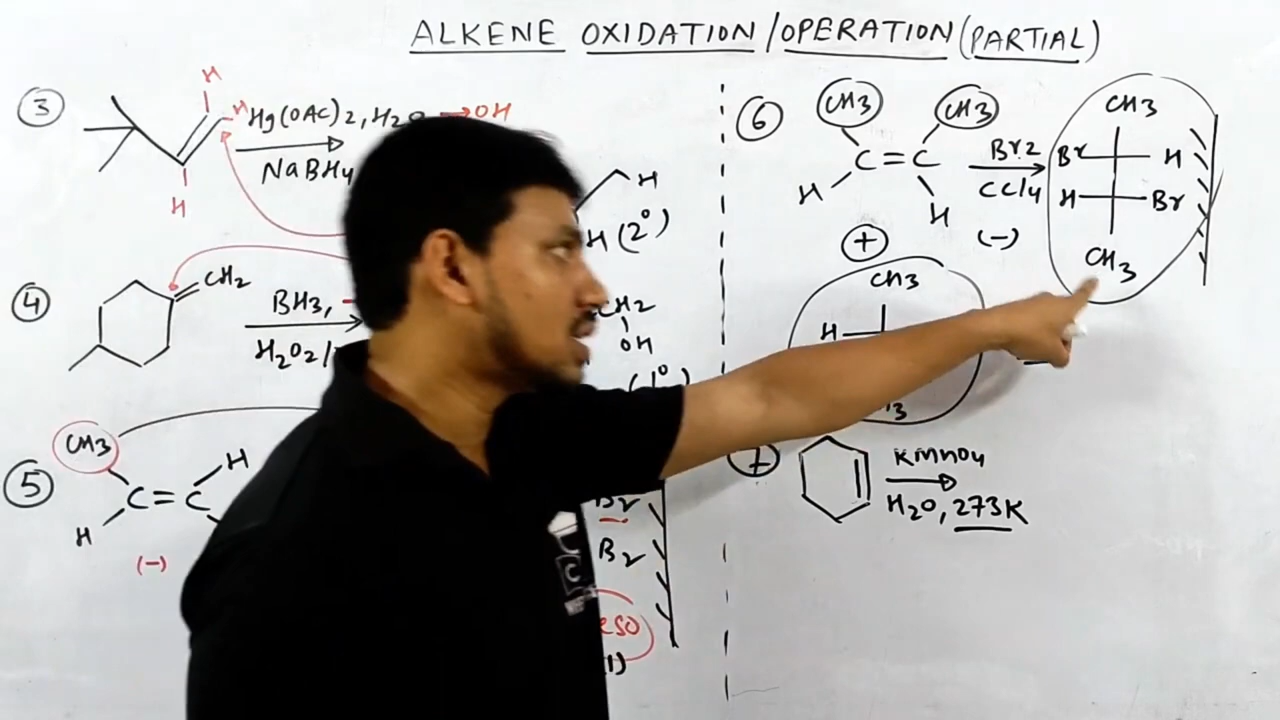 ALKENE OXIDATION/OPERATION(PARTIAL)
3
H
H
Hg(OAc)2, H2O → OH
NaBH4
H
H
H (2°)
4
CH2
BH3,
H2O2/
CH2
OH
(1°)
5
CH3
H
C=C
H
(-)
Br
Br
(1)
6
CH3
CH3
C=C
H
H
Br2
CCl4
(-)
CH3
Br
H
H
Br
CH3
+
CH3
H
7
KMnO4
H2O, 273K